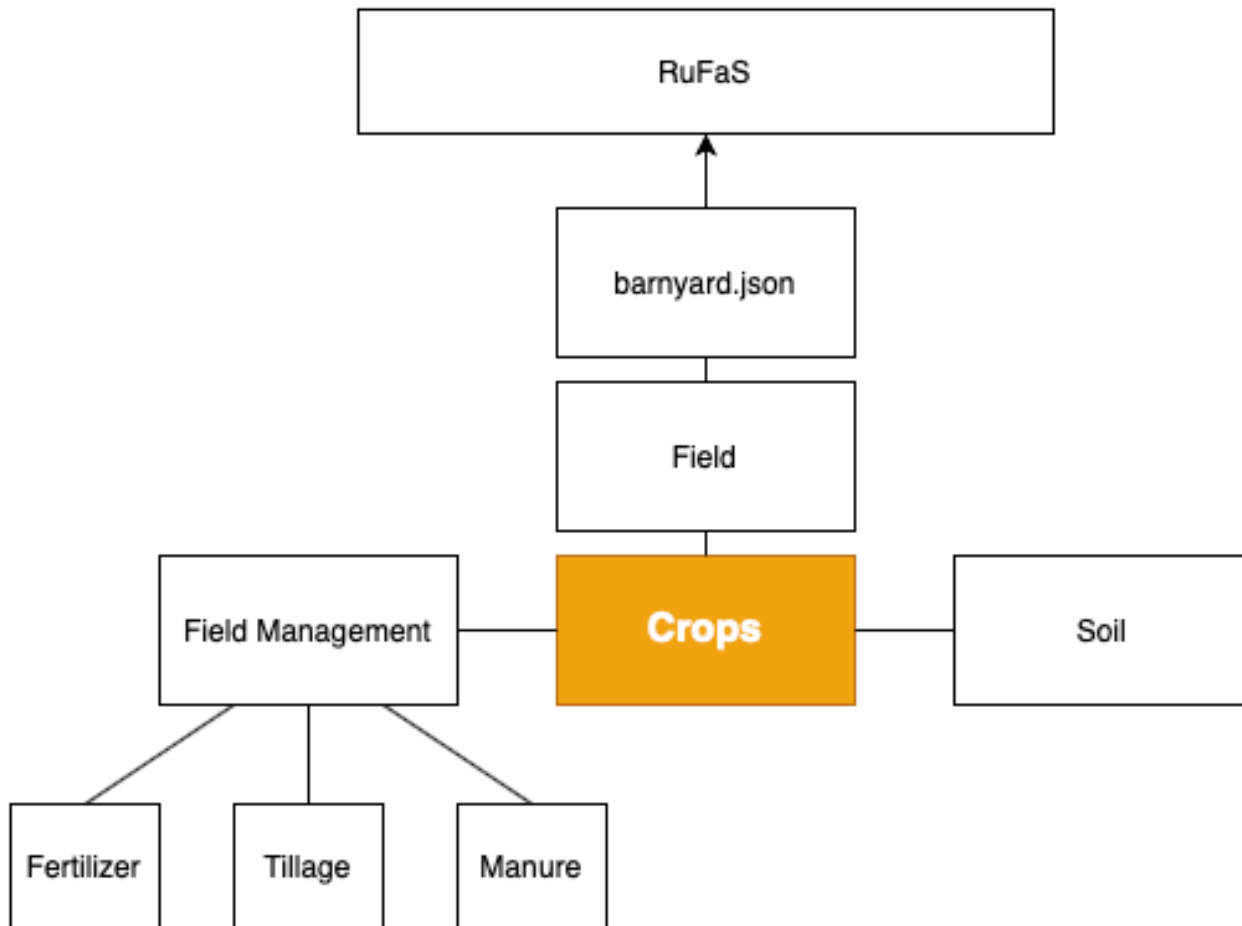 RuFaS
barnyard.json
Field
Field Management
Crops
Soil
Fertilizer
Tillage
Manure